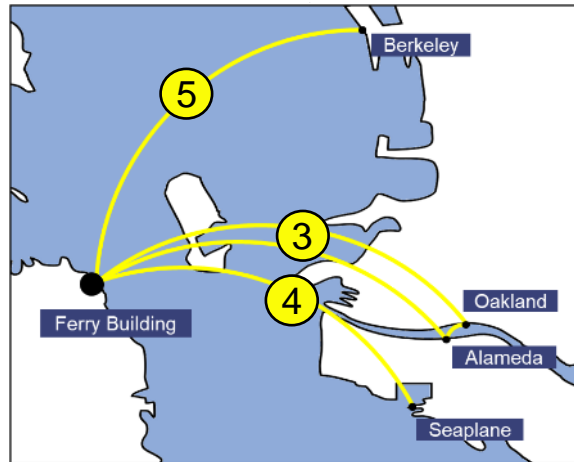 Berkeley
5
3
4
Oakland
Ferry Building
Alameda
Seaplane